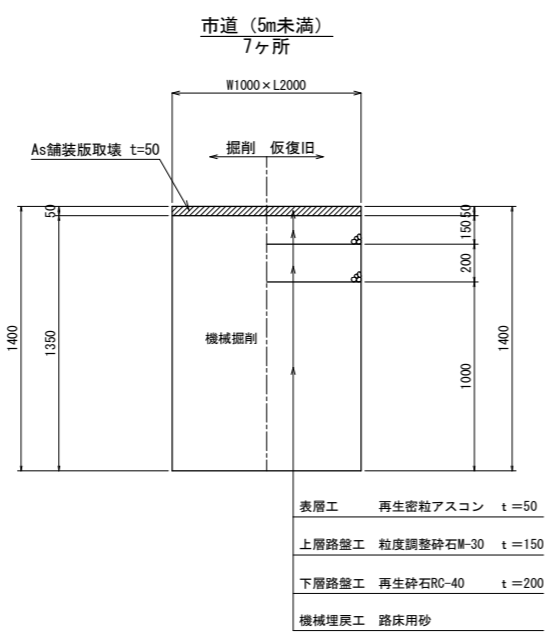 市道（5m未満）
7ヶ所
W1000×L2000
As舗装版取壊 t=50
掘削 仮復旧
50
50
150
200
1400
1350
機械掘削
1000
1400
表層工 再生密粒アスコン t＝50
上層路盤工 粒度調整砕石M-30 t＝150
下層路盤工 再生砕石RC-40 t＝200
機械埋戻工 路床用砂